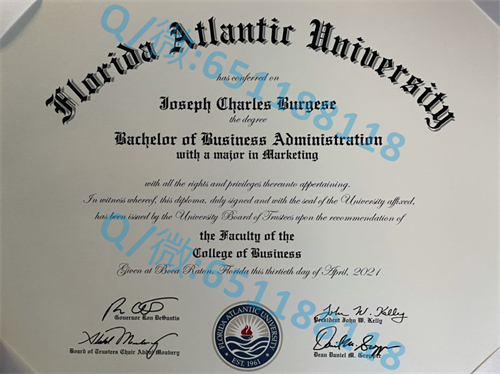 Florida Atlantic University
has conferred on
Joseph Charles Burgese
the degree
Bachelor of Business Administration
with a major in Marketing
with all the rights and privileges thereunto appertaining.
In witness whereof, this diploma, duly signed and with the seal of the University affixed,
has been issued by the University Board of Trustees upon the recommendation of
the Faculty of the
College of Business
Given at Boca Raton, Florida this thirtieth day of April, 2021
Governor Ron DeSantis
President John W. Kelly
Board of Trustees Chair Abdol Moabery
Dean Daniel M. Gropper
FLORIDA ATLANTIC UNIVERSITY
EST. 1961
Q/微:651188118
Q/微:651188118